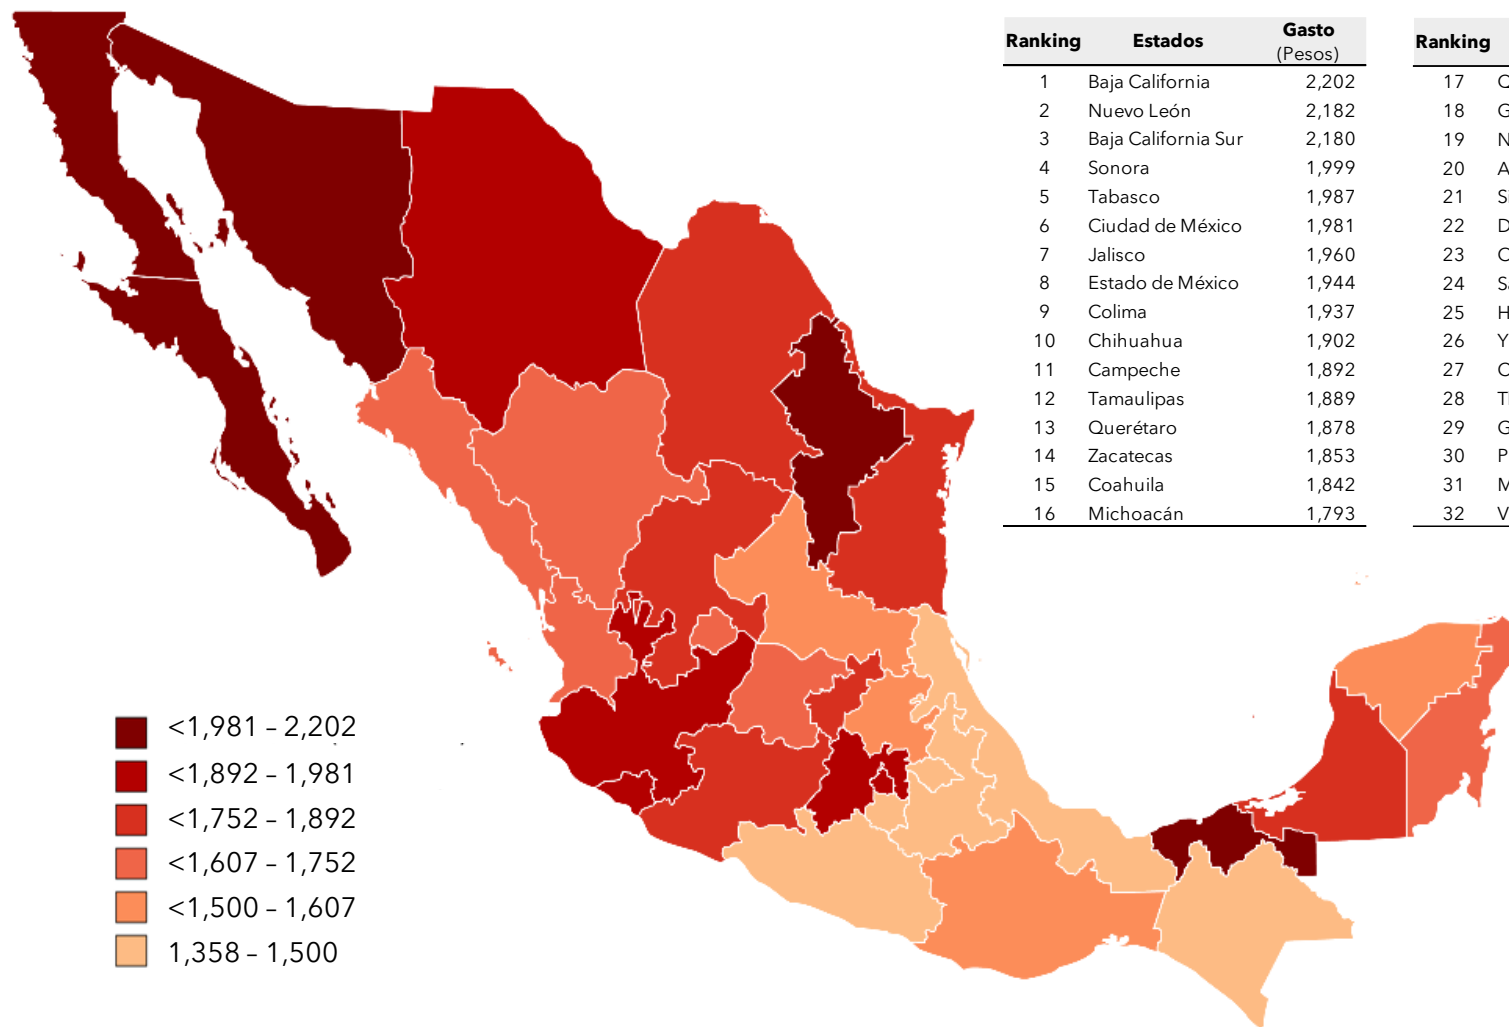 Ranking Estados Gasto (Pesos)
1 Baja California 2,202
2 Nuevo León 2,182
3 Baja California Sur 2,180
4 Sonora 1,999
5 Tabasco 1,987
6 Ciudad de México 1,981
7 Jalisco 1,960
8 Estado de México 1,944
9 Colima 1,937
10 Chihuahua 1,902
11 Campeche 1,892
12 Tamaulipas 1,889
13 Querétaro 1,878
14 Zacatecas 1,853
15 Coahuila 1,842
16 Michoacán 1,793
Ranking
17
18
19
20
21
22
23
24
25
26
27
28
29
30
31
32
<1,981 – 2,202
<1,892 – 1,981
<1,752 – 1,892
<1,607 – 1,752
<1,500 – 1,607
1,358 – 1,500